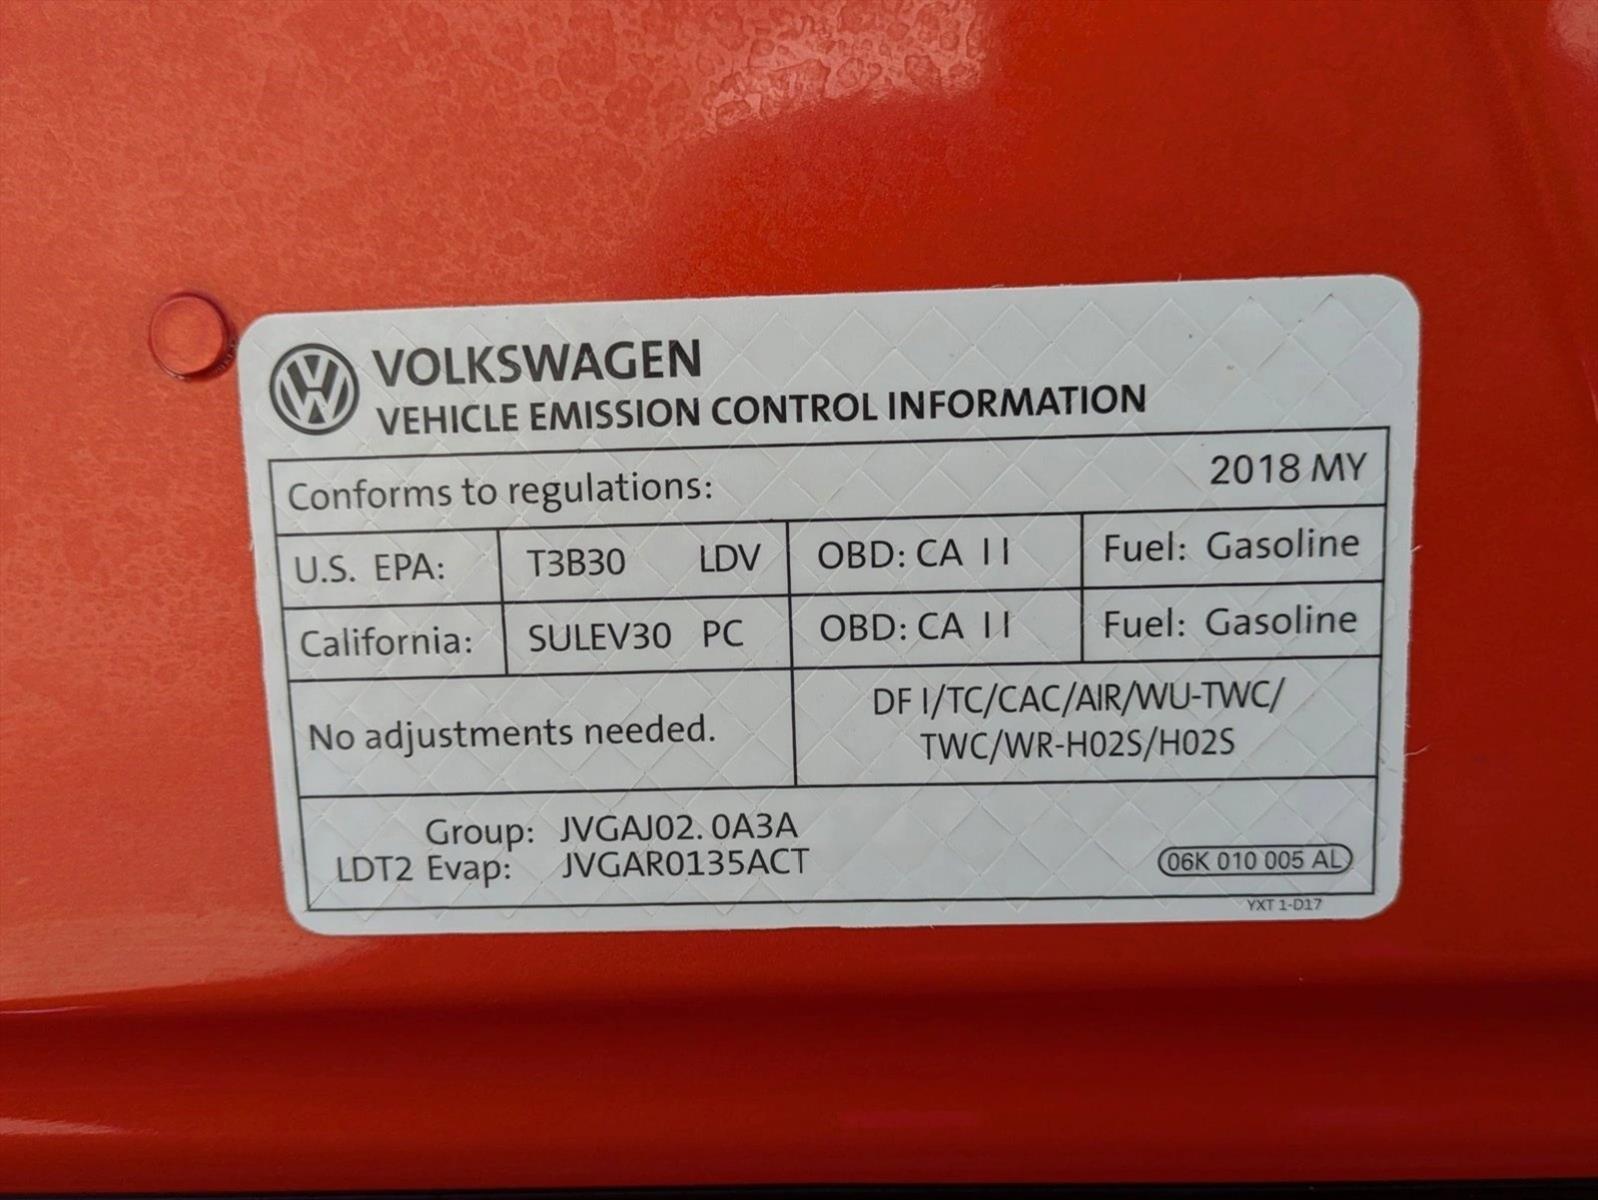 VOLKSWAGEN
VEHICLE EMISSION CONTROL INFORMATION
Conforms to regulations: 2018 MY
U.S. EPA: T3B30 LDV OBD: CA II Fuel: Gasoline
California: SULEV30 PC OBD: CA II Fuel: Gasoline
No adjustments needed.
DFI/TC/CAC/AIR/WU-TWC/
TWC/WR-HO2S/HO2S
Group: JVGAJ02.0A3A
LDT2 Evap: JVGAR0135ACT
06K 010 005 AL
YXT 1-D17